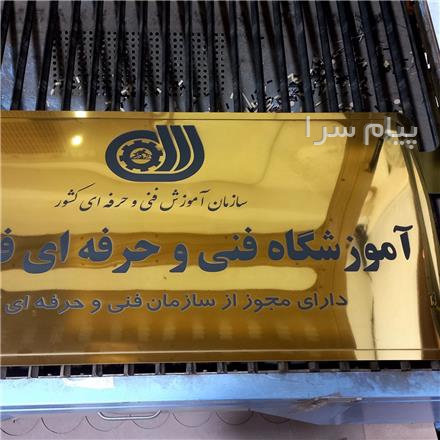 پیام سرا
سازمان آموزش فنی و حرفه ای کشور
آموزشگاه فنی و حرفه ای
دارای مجوز از سازمان فنی و حرفه ای